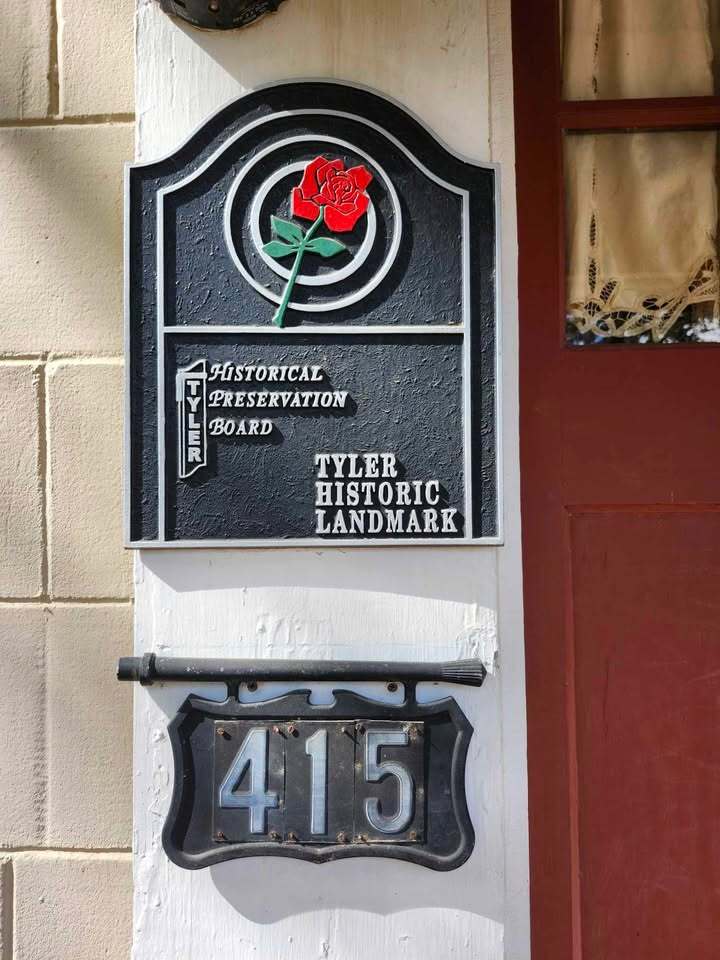 TYLER
HISTORICAL
PRESERVATION
BOARD
TYLER
HISTORIC
LANDMARK
415